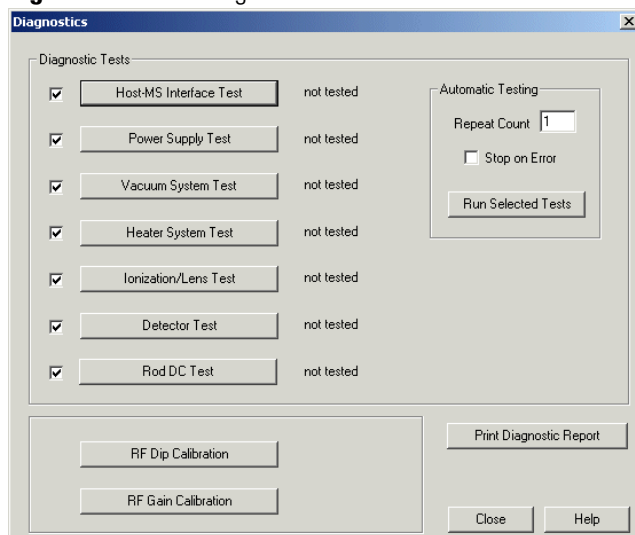 Diagnostics
Diagnostic Tests
Host-MS Interface Test not tested
Power Supply Test not tested
Vacuum System Test not tested
Heater System Test not tested
Ionization/Lens Test not tested
Detector Test not tested
Rod DC Test not tested
Automatic Testing
Repeat Count 1
Stop on Error
Run Selected Tests
RF Dip Calibration
RF Gain Calibration
Print Diagnostic Report
Close Help